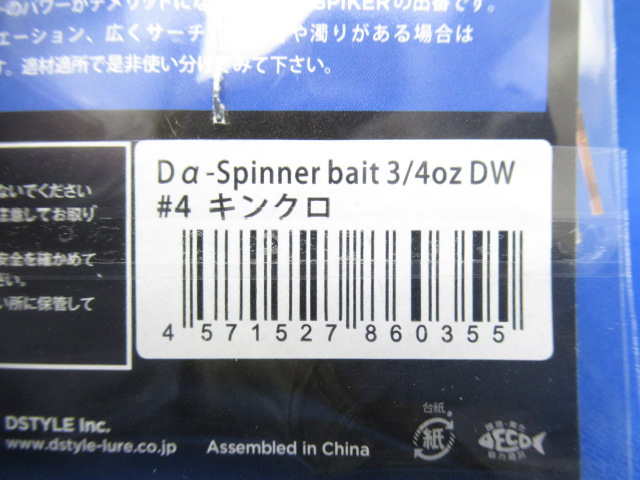 のパワーがデメリットにな SPIKERの出番です。
ェーション、広くサーチ や濁りがある場合は
す。適材適所で是非使い分けてみて下さい。
Dα-Spinner bait 3/4oz DW
#4 キンクロ
4 571527 860355
ないでください
注意してお取り
安全を確かめて
さい。
い所に保管して
DSTYLE Inc.
www.dstyle-lure.co.jp
Assembled in China
台紙
紙
ECO